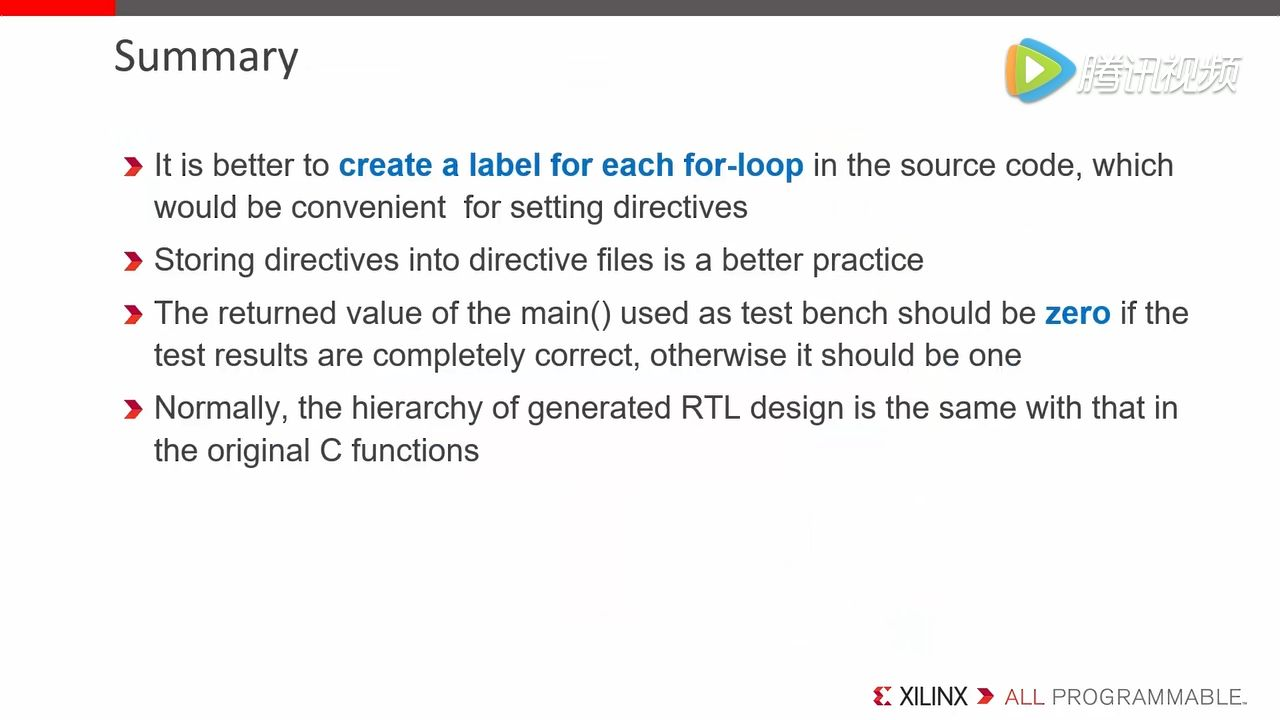 Summary
腾讯视频
It is better to create a label for each for-loop in the source code, which
would be convenient  for setting directives
Storing directives into directive files is a better practice
The returned value of the main() used as test bench should be zero if the
test results are completely correct, otherwise it should be one
Normally, the hierarchy of generated RTL design is the same with that in
the original C functions
XILINX ALL PROGRAMMABLE™